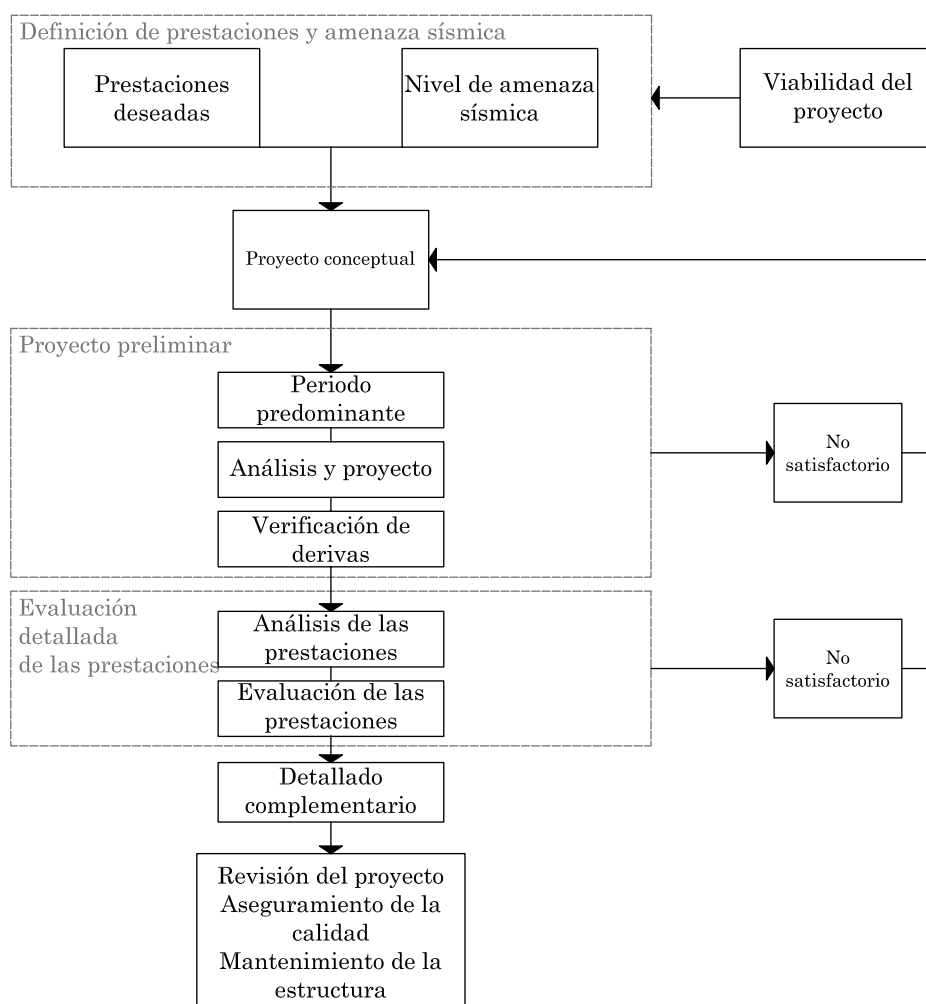 Definición de prestaciones y amenaza sísmica
Prestaciones
deseadas
Nivel de amenaza
sísmica
Viabilidad del
proyecto
Proyecto conceptual
Proyecto preliminar
Periodo
predominante
Análisis y proyecto
Verificación de
derivas
No
satisfactorio
Evaluación
detallada
de las prestaciones
Análisis de las
prestaciones
Evaluación de las
prestaciones
No
satisfactorio
Detallado
complementario
Revisión del proyecto
Aseguramiento de la
calidad
Mantenimiento de la
estructura